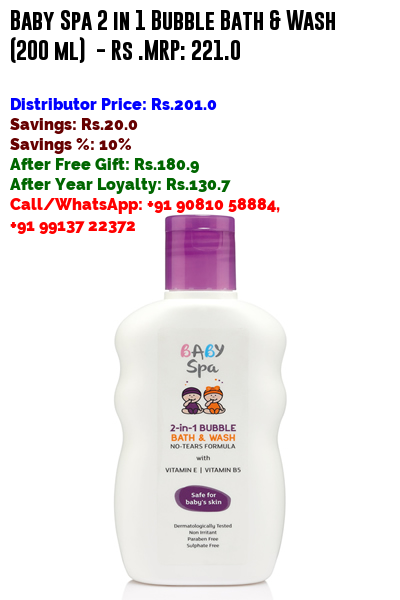 Baby Spa 2 in 1 Bubble Bath & Wash
(200 ml) - Rs .MRP: 221.0
Distributor Price: Rs.201.0
Savings: Rs.20.0
Savings %: 10%
After Free Gift: Rs.180.9
After Year Loyalty: Rs.130.7
Call/WhatsApp: +91 90810 58884,
+91 99137 22372
BABY
Spa
2-in-1 BUBBLE
BATH & WASH
NO-TEARS FORMULA
with
VITAMIN E | VITAMIN B5
Safe for
baby's skin
Dermatologically Tested
Non Irritant
Paraben Free
Sulphate Free